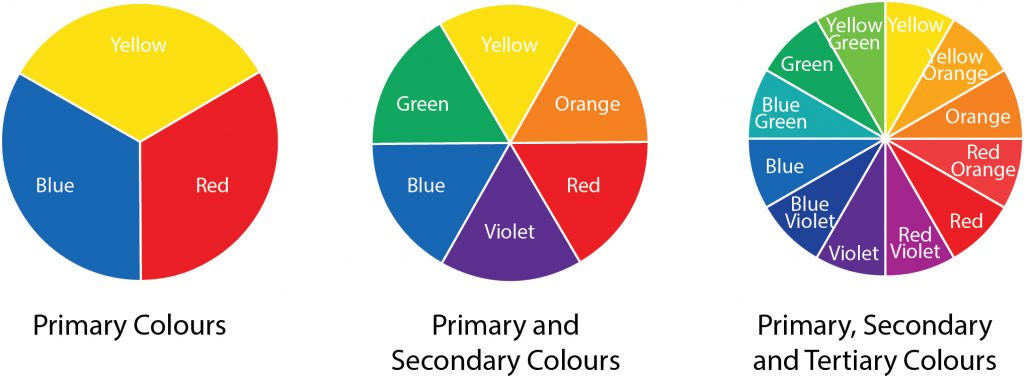 Yellow
Blue
Red
Primary Colours
Yellow
Green
Orange
Blue
Red
Violet
Primary and
Secondary Colours
Yellow
Green
Yellow
Green
Yellow
Orange
Blue
Green
Orange
Blue
Red
Orange
Blue
Violet
Red
Violet
Red
Violet
Primary, Secondary
and Tertiary Colours